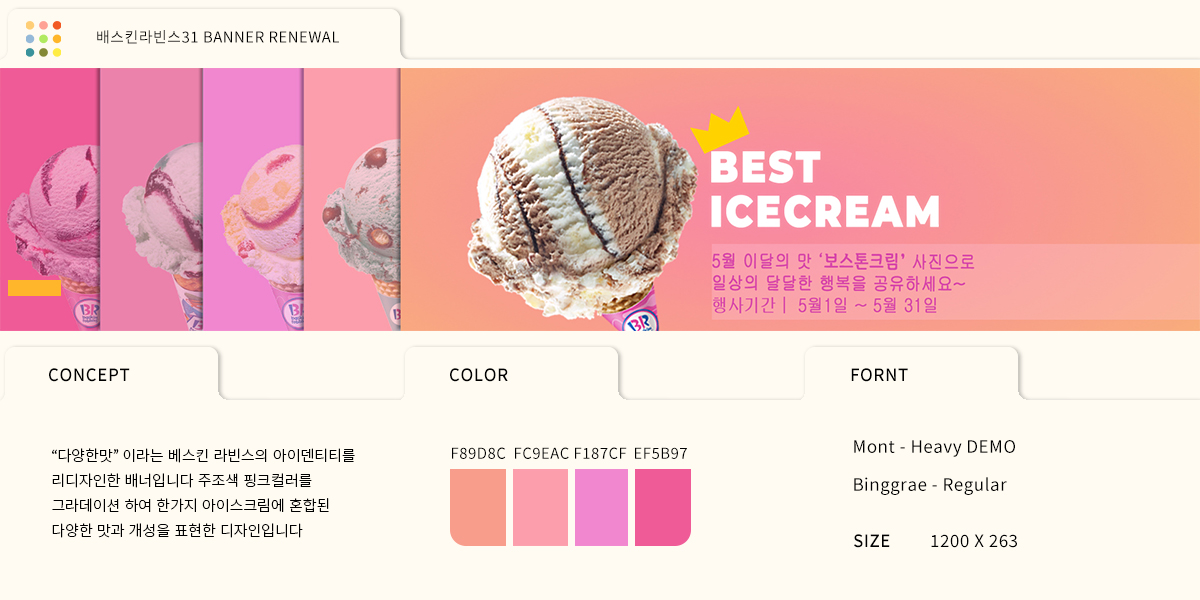 배스킨라빈스31 BANNER RENEWAL
BEST
ICECREAM
5월 이달의 맛 ‘보스톤크림’ 사진으로
일상의 달달한 행복을 공유하세요~
행사기간 | 5월1일 ~ 5월 31일
BR
CONCEPT
“다양한맛” 이라는 베스킨 라빈스의 아이덴티티를
리디자인한 배너입니다 주조색 핑크컬러를
그라데이션 하여 한가지 아이스크림에 혼합된
다양한 맛과 개성을 표현한 디자인입니다
COLOR
F89D8C FC9EAC F187CF EF5B97
FORNT
Mont - Heavy DEMO
Binggrae - Regular
SIZE 1200 X 263